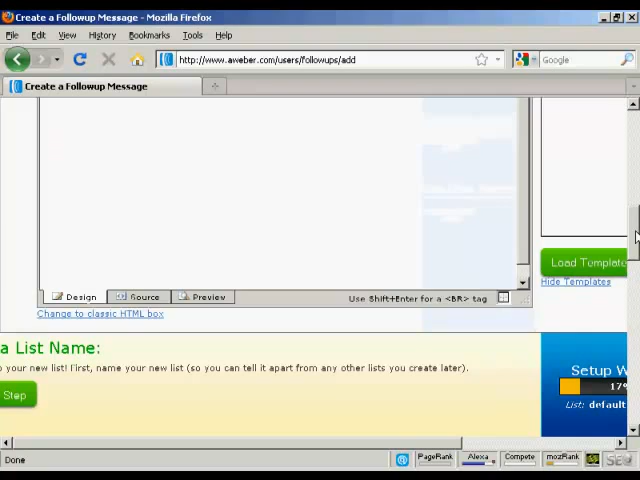 Create a Followup Message - Mozilla Firefox
File Edit View History Bookmarks Tools Help
http://www.aweber.com/users/followups/add
Google
Create a Followup Message
Load Template
Hide Templates
Design Source Preview Use Shift+Enter for a <BR> tag
Change to classic HTML box
a List Name:
o your new list! First, name your new list (so you can tell it apart from any other lists you create later).
Setup W
Step
17%
List: default
Done
PageRank Alexa Compete mozRank SEO